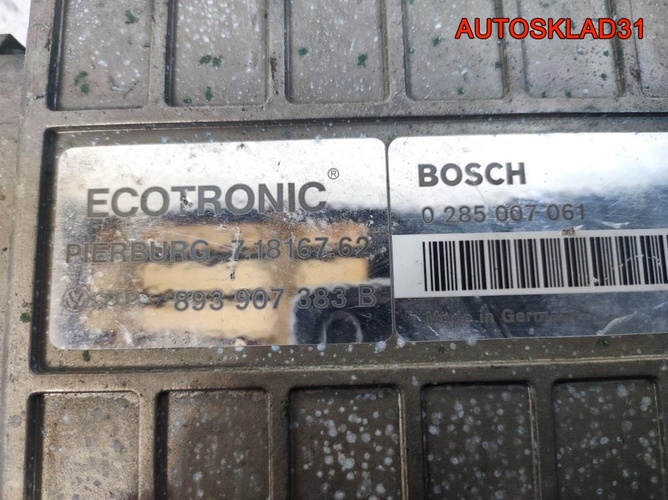 AUTOSKLAD31
ECOTRONIC®
PIERBURG 7.18167.62
893 907 383 B
BOSCH
0 285 007 061
Made in Germany